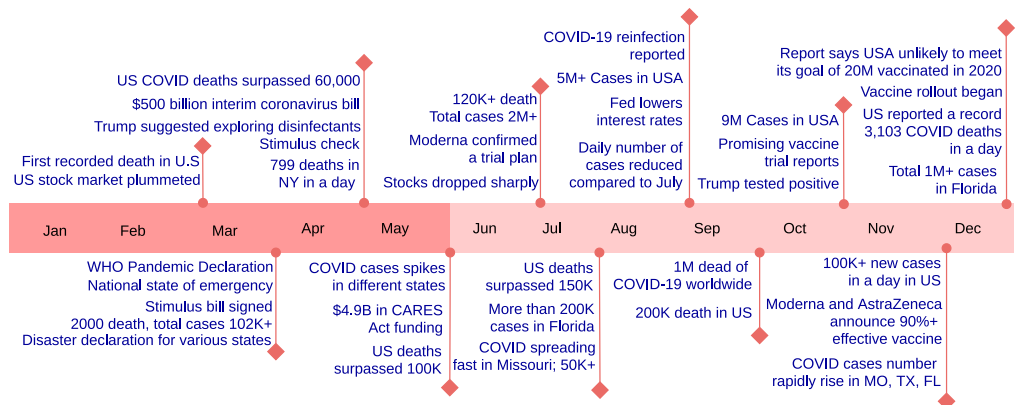 First recorded death in U.S
US stock market plummeted
US COVID deaths surpassed 60,000
$500 billion interim coronavirus bill
Trump suggested exploring disinfectants
Stimulus check
799 deaths in
NY in a day
120K+ death
Total cases 2M+
Moderna confirmed
a trial plan
Stocks dropped sharply
COVID-19 reinfection
reported
5M+ Cases in USA
Fed lowers
interest rates
Daily number of
cases reduced
compared to July
9M Cases in USA
Promising vaccine
trial reports
Trump tested positive
Report says USA unlikely to meet
its goal of 20M vaccinated in 2020
Vaccine rollout began
US reported a record
3,103 COVID deaths
in a day
Total 1M+ cases
in Florida
Jan Feb Mar Apr May Jun Jul Aug Sep Oct Nov Dec
WHO Pandemic Declaration
National state of emergency
Stimulus bill signed
2000 death, total cases 102K+
Disaster declaration for various states
COVID cases spikes
in different states
$4.9B in CARES
Act funding
US deaths
surpassed 100K
US deaths
surpassed 150K
More than 200K
cases in Florida
COVID spreading
fast in Missouri; 50K+
1M dead of
COVID-19 worldwide
200K death in US
100K+ new cases
in a day in US
Moderna and AstraZeneca
announce 90%+
effective vaccine
COVID cases number
rapidly rise in MO, TX, FL